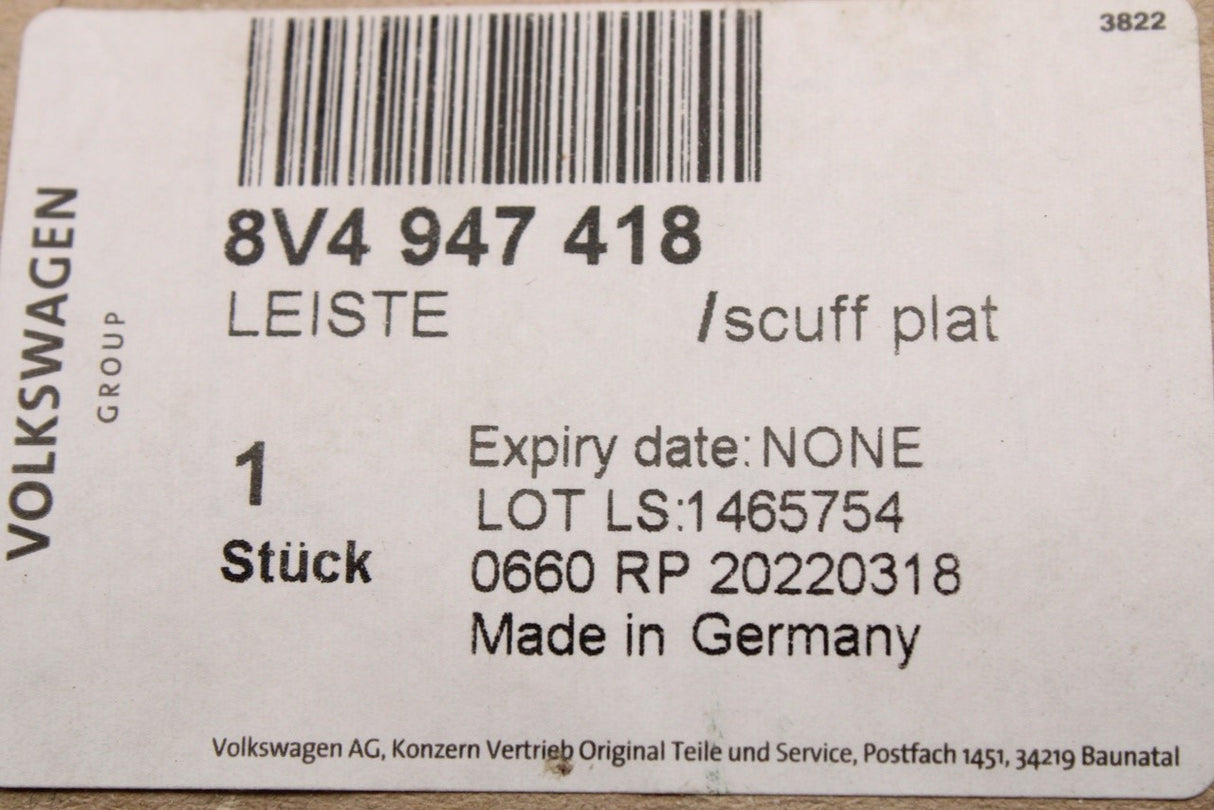 3822
8V4 947 418
LEISTE /scuff plat
1
Stück
Expiry date: NONE
LOT LS:1465754
0660 RP 20220318
Made in Germany
VOLKSWAGEN
GROUP
Volkswagen AG, Konzern Vertrieb Original Teile und Service, Postfach 1451, 34219 Baunatal